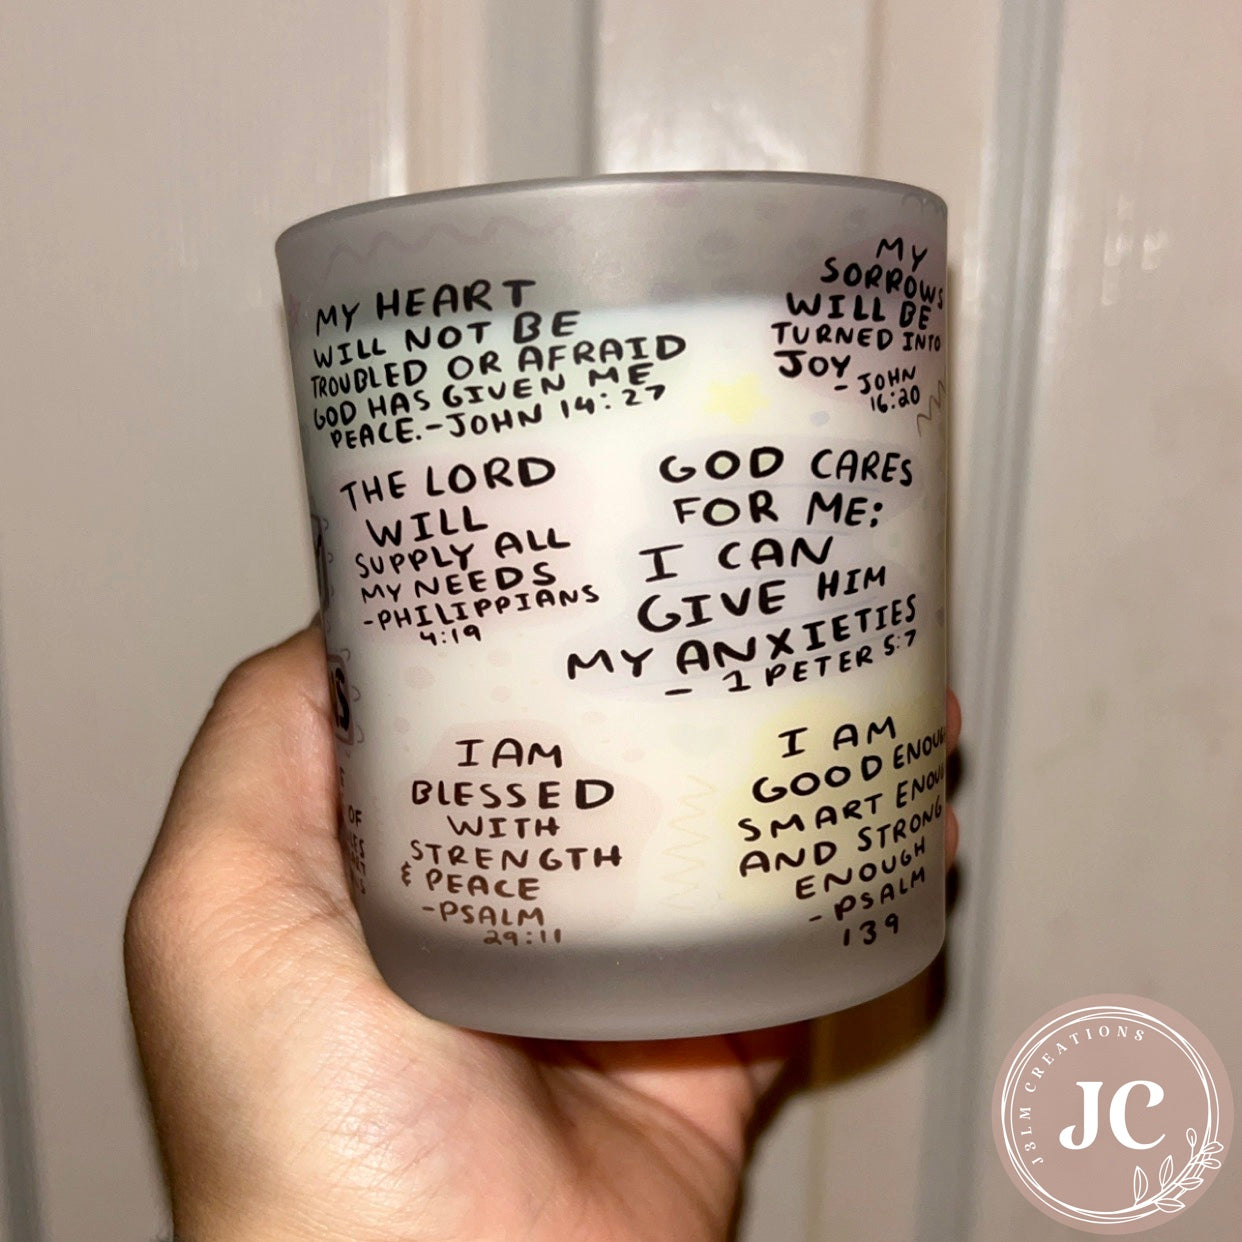 MY HEART
WILL NOT BE
TROUBLED OR AFRAID
GOD HAS GIVEN ME
PEACE.-JOHN 14:27
MY
SORROWS
WILL BE
TURNED INTO
JOY
- JOHN
16:20
THE LORD
WILL
SUPPLY ALL
MY NEEDS
-PHILIPPIANS
4:19
GOD CARES
FOR ME:
I CAN
GIVE HIM
MY ANXIETIES
- 1 PETER 5:7
I AM
BLESSED
WITH
STRENGTH
& PEACE
-PSALM
29:11
I AM
GOOD ENOUGH
SMART ENOUGH
AND STRONG
ENOUGH
- PSALM
139
OF
J&LM CREATIONS
JC